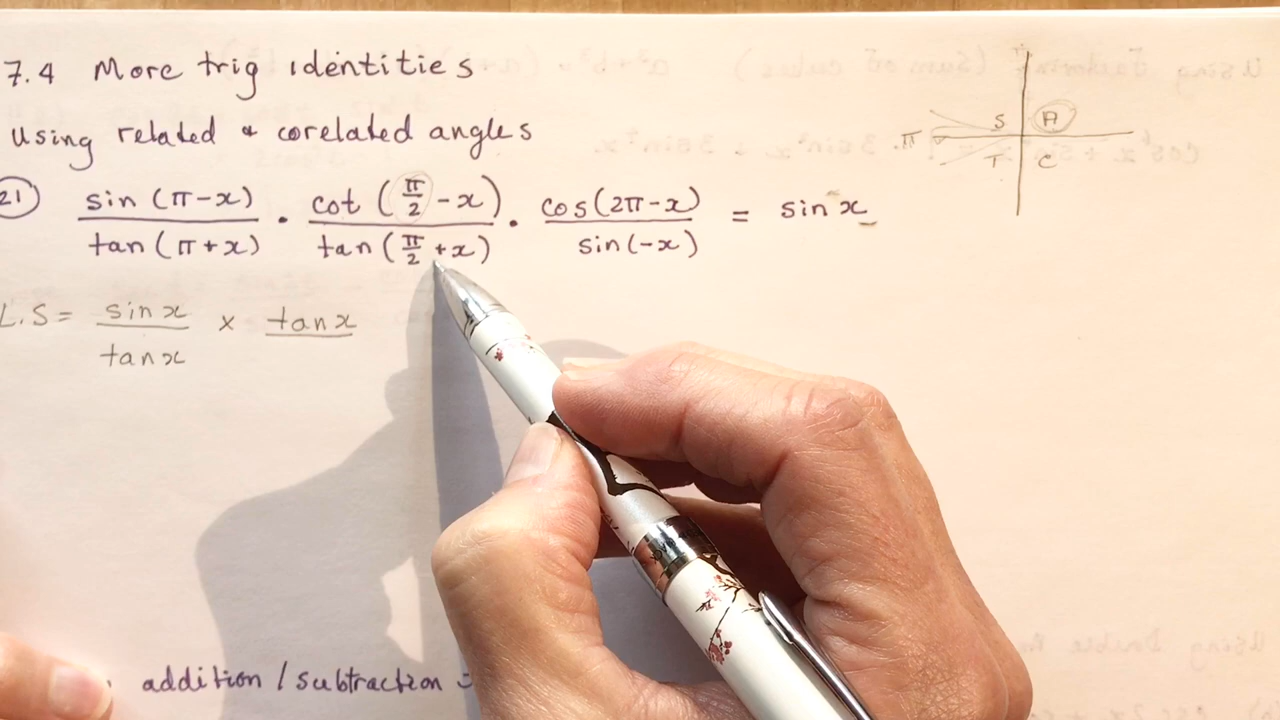 7.4 More trig identities
using related & corelated angles
21 sin (π-x) / tan (π+x) · cot (π/2 - x) / tan (π/2 + x) · cos(2π-x) / sin(-x) = sin x
L.S = sin x / tan x × tan x
S A
π
T C
addition / subtraction